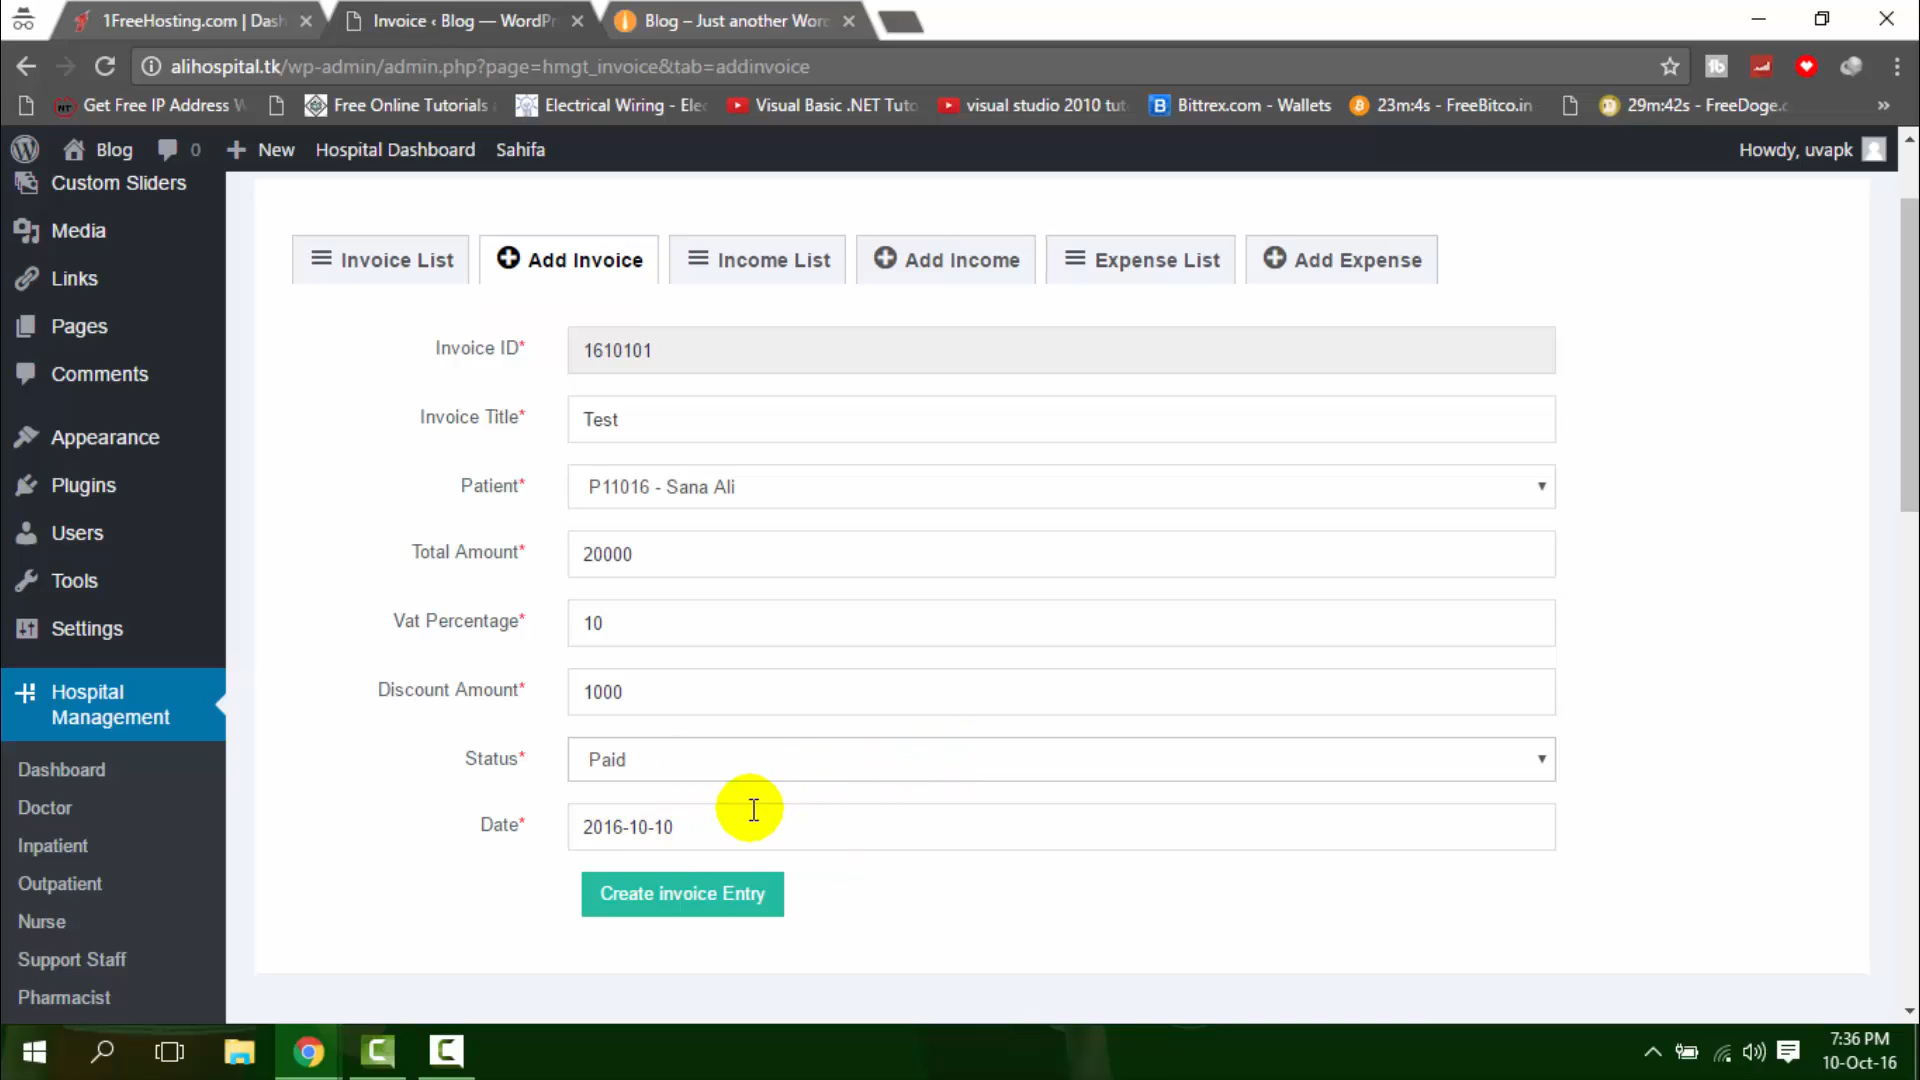 1FreeHosting.com | Dash
Invoice ‹ Blog — WordPr
Blog – Just another Wor
alihospital.tk/wp-admin/admin.php?page=hmgt_invoice&tab=addinvoice
Get Free IP Address W
Free Online Tutorials
Electrical Wiring - Elec
Visual Basic .NET Tuto
visual studio 2010 tut
Bittrex.com - Wallets
23m:4s - FreeBitco.in
29m:42s - FreeDoge.c
»
Blog
0
New
Hospital Dashboard
Sahifa
Howdy, uvapk
Custom Sliders
Media
Links
Pages
Comments
Appearance
Plugins
Users
Tools
Settings
Hospital
Management
Dashboard
Doctor
Inpatient
Outpatient
Nurse
Support Staff
Pharmacist
Invoice List
Add Invoice
Income List
Add Income
Expense List
Add Expense
Invoice ID* 1610101
Invoice Title* Test
Patient* P11016 - Sana Ali
Total Amount* 20000
Vat Percentage* 10
Discount Amount* 1000
Status* Paid
Date* 2016-10-10
Create invoice Entry
7:36 PM
10-Oct-16